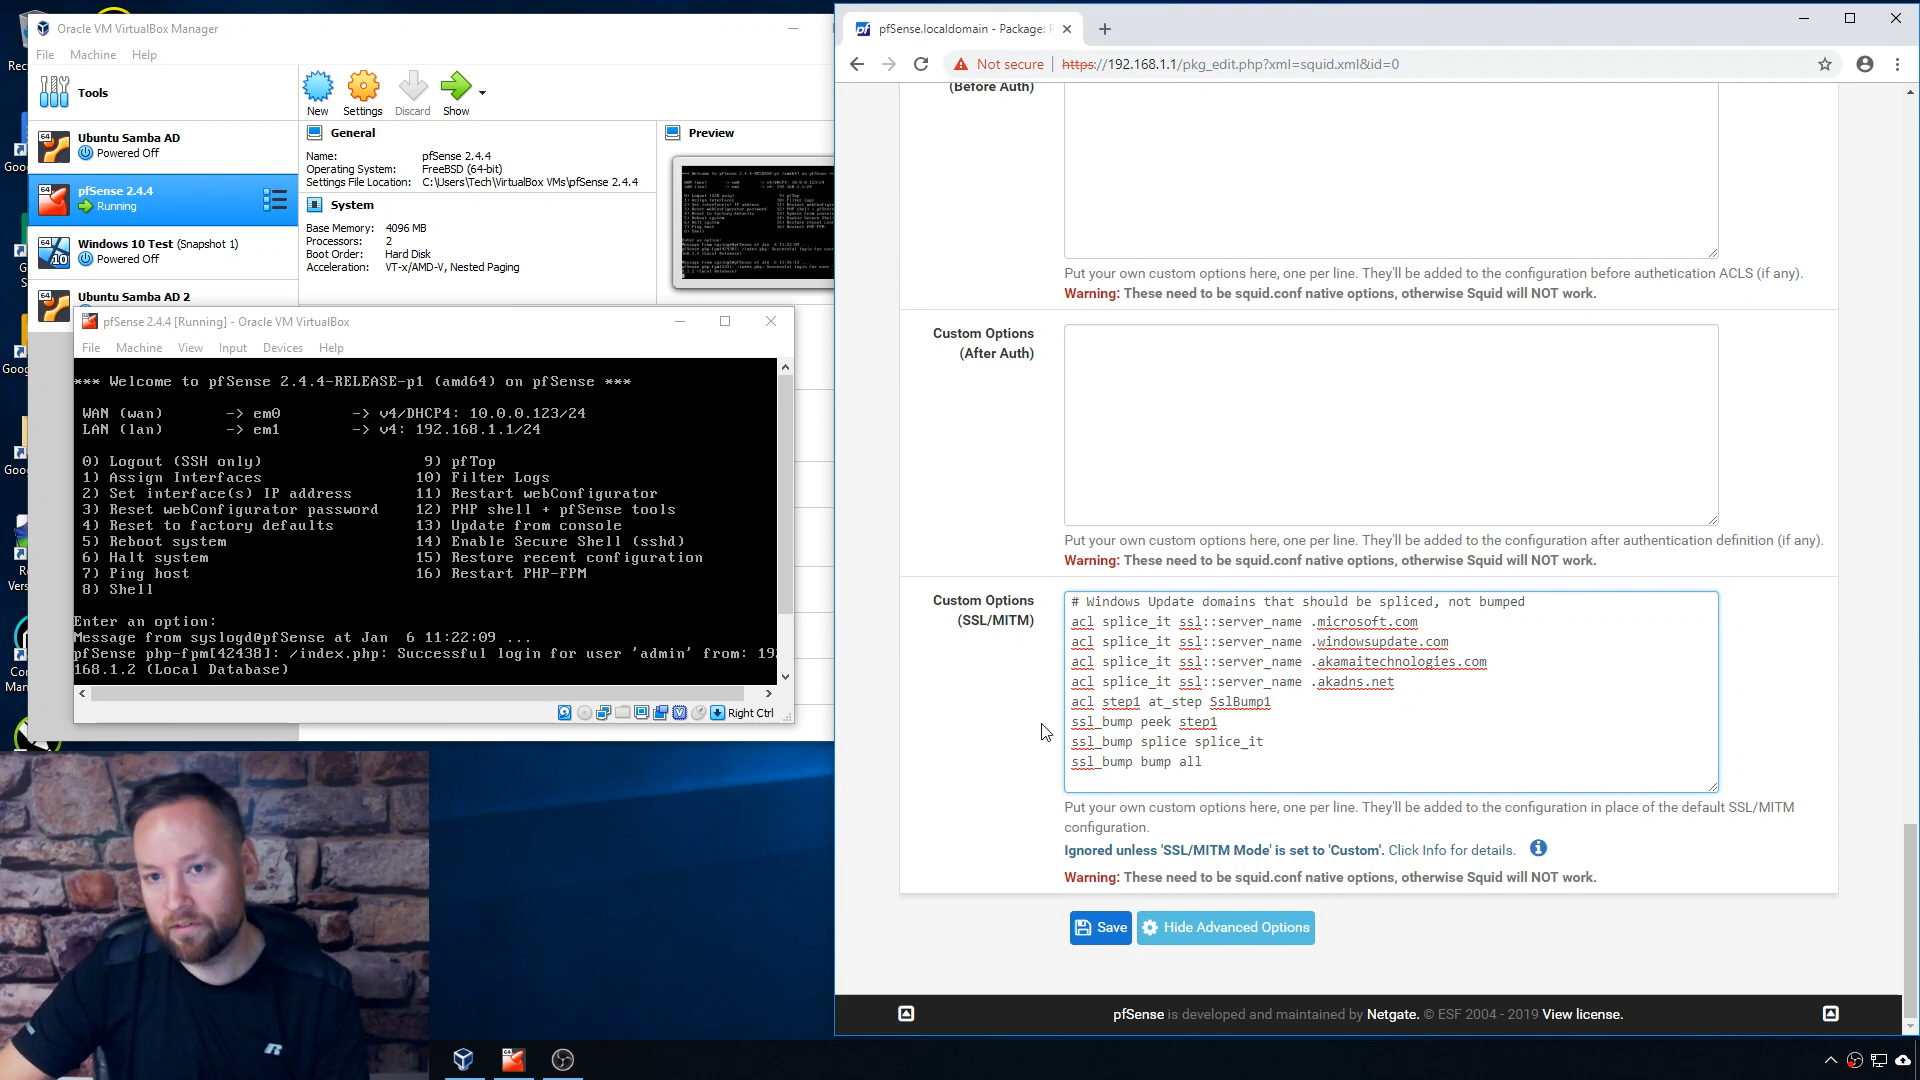 Oracle VM VirtualBox Manager
File Machine Help
Tools
New
Settings
Discard
Show
Ubuntu Samba AD
Powered Off
pfSense 2.4.4
Running
Windows 10 Test (Snapshot 1)
Powered Off
Ubuntu Samba AD 2
General
Name: pfSense 2.4.4
Operating System: FreeBSD (64-bit)
Settings File Location: C:\Users\Tech\VirtualBox VMs\pfSense 2.4.4
System
Base Memory: 4096 MB
Processors: 2
Boot Order: Hard Disk
Acceleration: VT-x/AMD-V, Nested Paging
Preview
pfSense 2.4.4 [Running] - Oracle VM VirtualBox
File Machine View Input Devices Help
*** Welcome to pfSense 2.4.4-RELEASE-p1 (amd64) on pfSense ***
WAN (wan) -> em0 -> v4/DHCP4: 10.0.0.123/24
LAN (lan) -> em1 -> v4: 192.168.1.1/24
0) Logout (SSH only) 9) pfTop
1) Assign Interfaces 10) Filter Logs
2) Set interface(s) IP address 11) Restart webConfigurator
3) Reset webConfigurator password 12) PHP shell + pfSense tools
4) Reset to factory defaults 13) Update from console
5) Reboot system 14) Enable Secure Shell (sshd)
6) Halt system 15) Restore recent configuration
7) Ping host 16) Restart PHP-FPM
8) Shell
Enter an option:
Message from syslogd@pfSense at Jan 6 11:22:09 ...
pfSense php-fpm[42438]: /index.php: Successful login for user 'admin' from: 19
168.1.2 (Local Database)
Right Ctrl
pfSense.localdomain - Package:
Not secure | https://192.168.1.1/pkg_edit.php?xml=squid.xml&id=0
(Before Auth)
Put your own custom options here, one per line. They'll be added to the configuration before authetication ACLS (if any).
Warning: These need to be squid.conf native options, otherwise Squid will NOT work.
Custom Options
(After Auth)
Put your own custom options here, one per line. They'll be added to the configuration after authentication definition (if any).
Warning: These need to be squid.conf native options, otherwise Squid will NOT work.
Custom Options
(SSL/MITM)
# Windows Update domains that should be spliced, not bumped
acl splice_it ssl::server_name .microsoft.com
acl splice_it ssl::server_name .windowsupdate.com
acl splice_it ssl::server_name .akamaitechnologies.com
acl splice_it ssl::server_name .akadns.net
acl step1 at_step SslBump1
ssl_bump peek step1
ssl_bump splice splice_it
ssl_bump bump all
Put your own custom options here, one per line. They'll be added to the configuration in place of the default SSL/MITM
configuration.
Ignored unless 'SSL/MITM Mode' is set to 'Custom'. Click Info for details.
Warning: These need to be squid.conf native options, otherwise Squid will NOT work.
Save
Hide Advanced Options
pfSense is developed and maintained by Netgate. © ESF 2004 - 2019 View license.